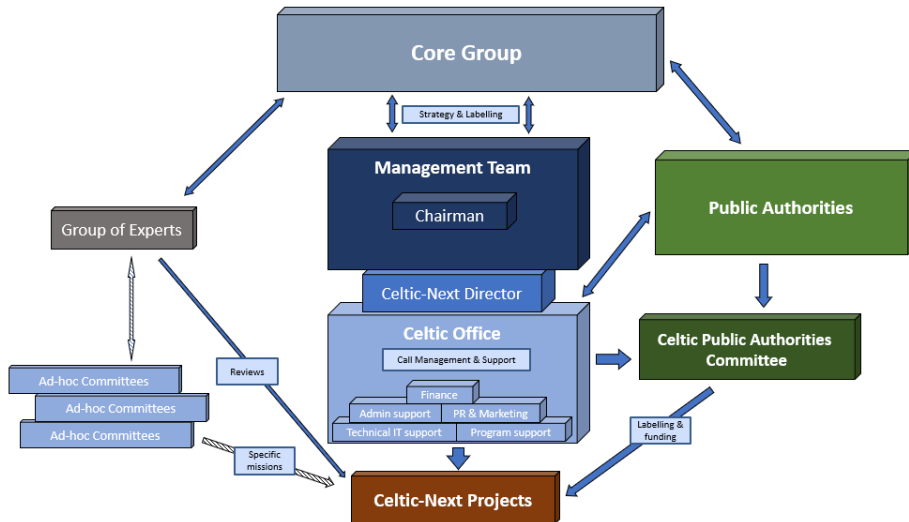 Core Group
Strategy & Labelling
Management Team
Chairman
Public Authorities
Group of Experts
Celtic-Next Director
Celtic Office
Call Management & Support
Celtic Public Authorities
Committee
Reviews
Ad-hoc Committees
Ad-hoc Committees
Ad-hoc Committees
Finance
Admin support
PR & Marketing
Technical IT support
Program support
Labelling &
funding
Specific
missions
Celtic-Next Projects